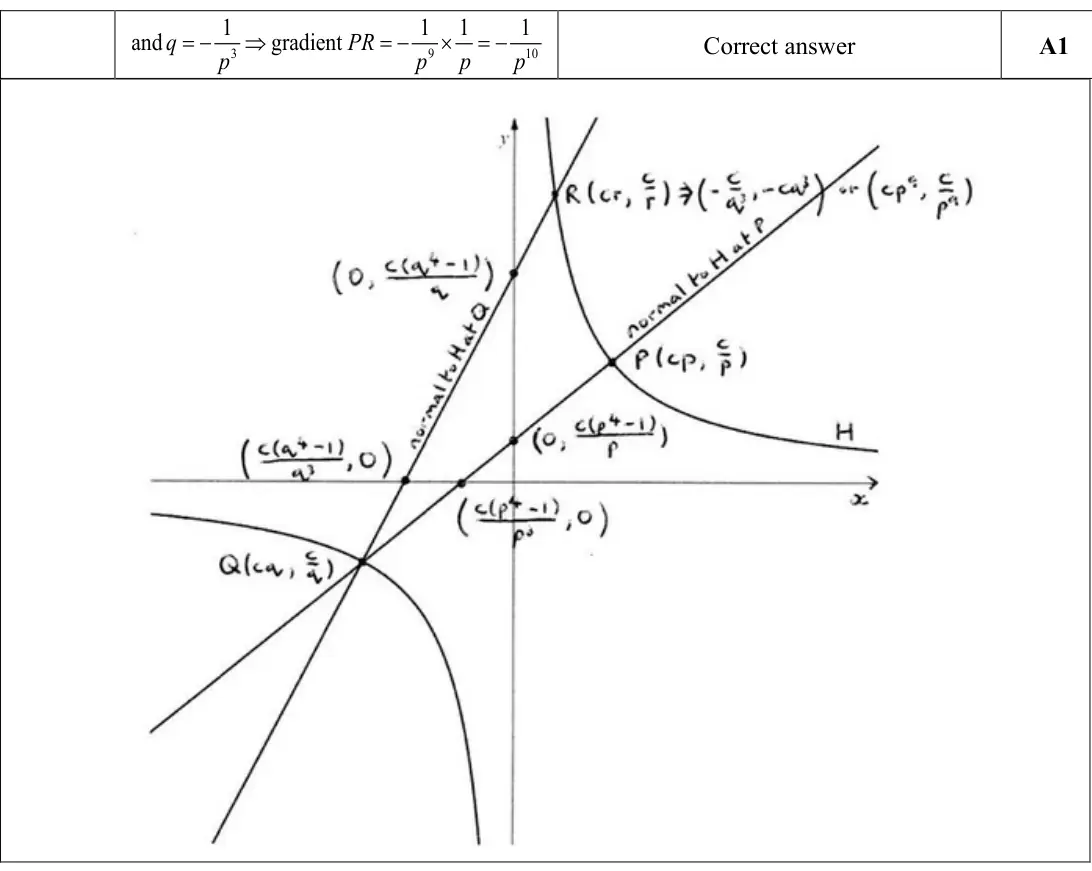 and q = −1/p³ ⇒ gradient PR = −1/p⁹ × 1/p = −1/p¹⁰
Correct answer
A1
y
R(cr, c/r) ⇒ (−c/q³, −cq³) or (cp⁹, c/p⁹)
(0, c(q⁴−1)/q)
normal to H at Q
normal to H at P
P(cp, c/p)
(0, c(p⁴−1)/p)
H
(c(q⁴−1)/q³, 0)
x
(c(p⁴−1)/p³, 0)
Q(cq, c/q)